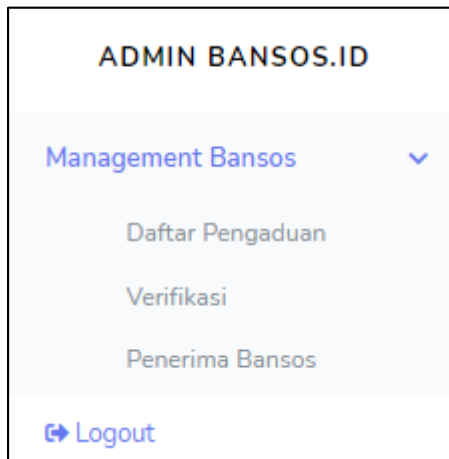 ADMIN BANSOS.ID
Management Bansos
Daftar Pengaduan
Verifikasi
Penerima Bansos
Logout